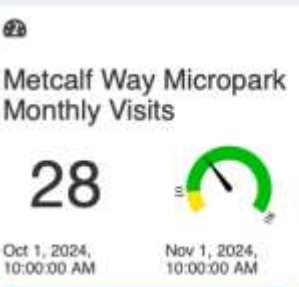 Metcalf Way Micropark
Monthly Visits
28
Oct 1, 2024,
10:00:00 AM
Nov 1, 2024,
10:00:00 AM